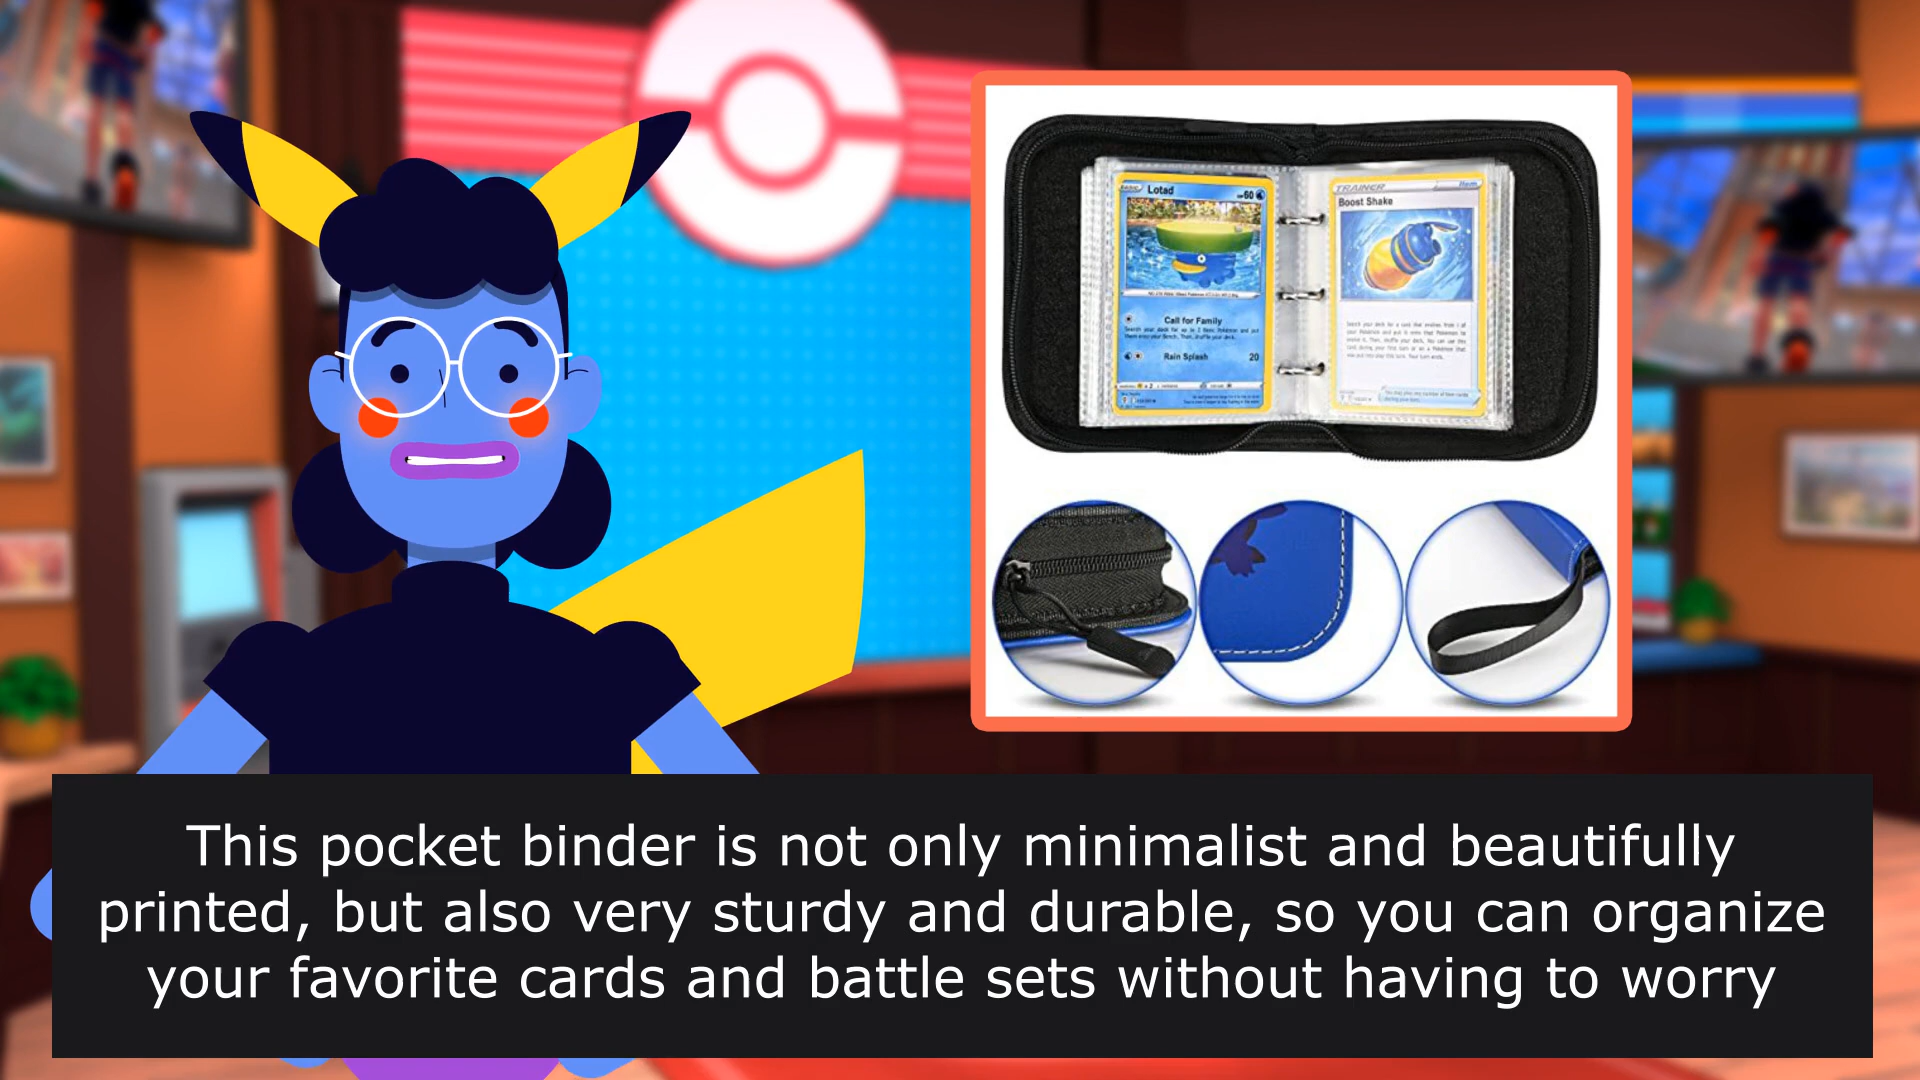 BASIC Lotad 60
Call for Family
Rain Splash 20
TRAINER Item
Boost Shake
This pocket binder is not only minimalist and beautifully
printed, but also very sturdy and durable, so you can organize
your favorite cards and battle sets without having to worry